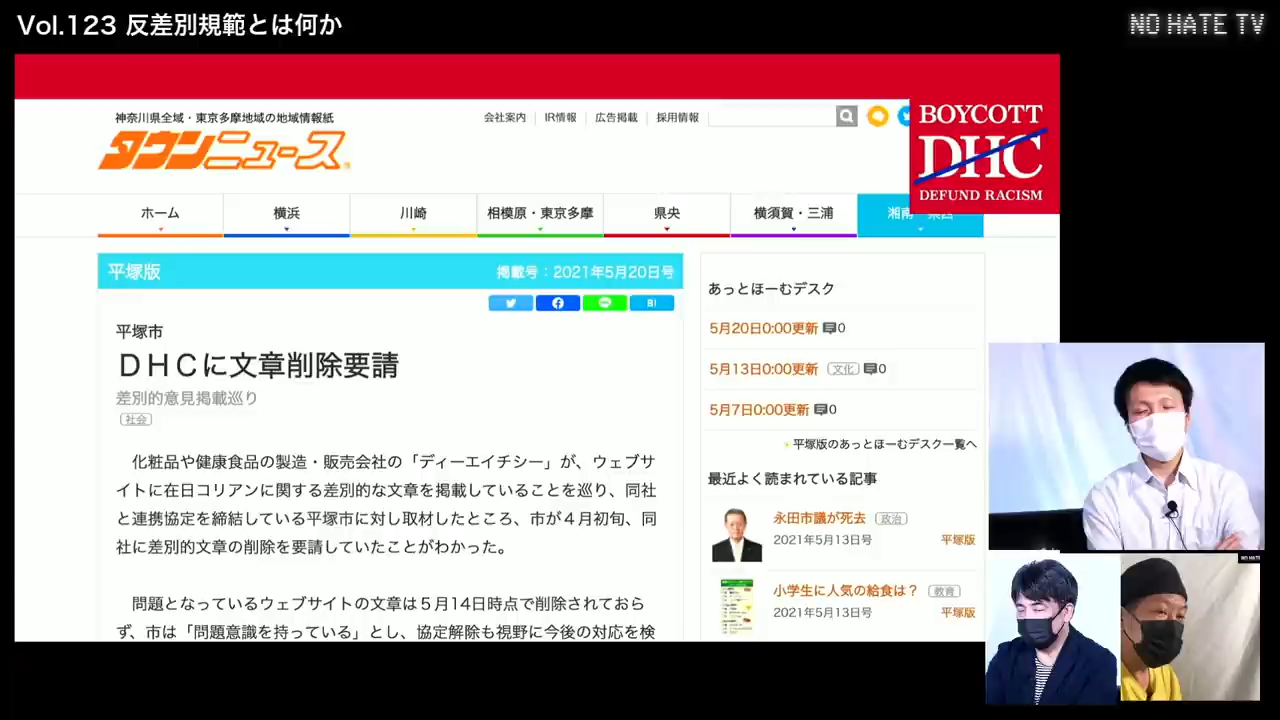 Vol.123 反差別規範とは何か
NO HATE TV
神奈川県全域・東京多摩地域の地域情報紙
タウンニュース
会社案内 IR情報 広告掲載 採用情報
BOYCOTT
DHC
DEFUND RACISM
ホーム 横浜 川崎 相模原・東京多摩 県央 横須賀・三浦 湘南・県西
平塚版 掲載号：2021年5月20日号
B!
平塚市
ＤＨＣに文章削除要請
差別的意見掲載巡り
社会
化粧品や健康食品の製造・販売会社の「ディーエイチシー」が、ウェブサ
イトに在日コリアンに関する差別的な文章を掲載していることを巡り、同社
と連携協定を締結している平塚市に対し取材したところ、市が４月初旬、同
社に差別的文章の削除を要請していたことがわかった。
問題となっているウェブサイトの文章は５月14日時点で削除されておら
ず、市は「問題意識を持っている」とし、協定解除も視野に今後の対応を検
あっとほーむデスク
5月20日0:00更新 0
5月13日0:00更新 文化 0
5月7日0:00更新 0
平塚版のあっとほーむデスク一覧へ
最近よく読まれている記事
永田市議が死去 政治
2021年5月13日号 平塚版
小学生に人気の給食は？ 教育
2021年5月13日号 平塚版
NO HATE